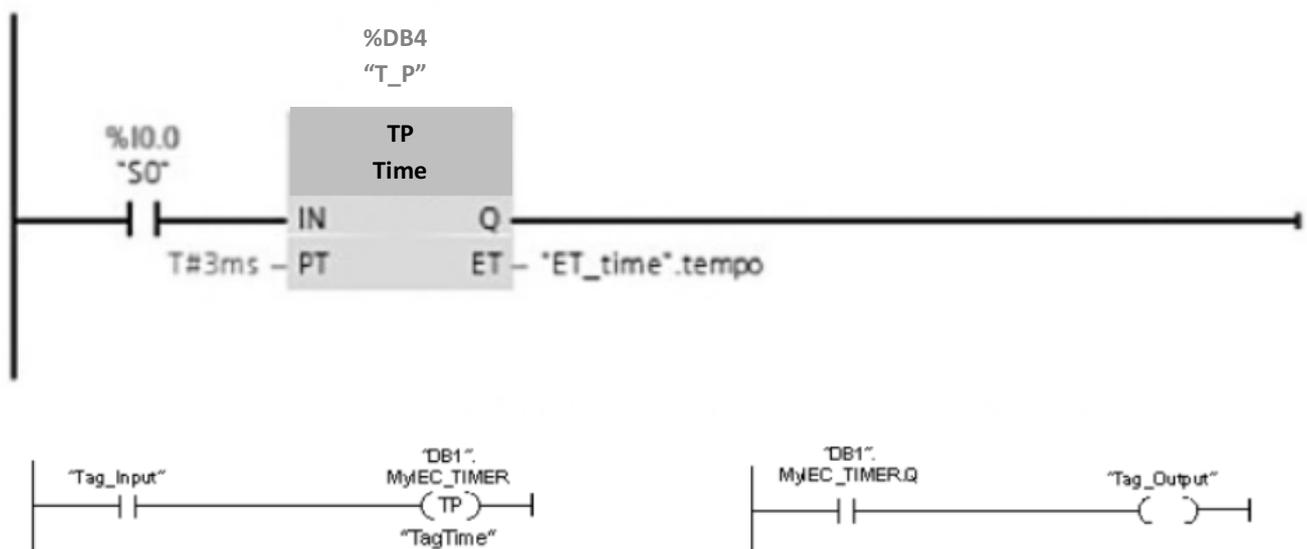 %DB4
“T_P”
%I0.0
"S0"
TP
Time
IN Q
T#3ms PT ET "ET_time".tempo
"DB1".
"Tag_Input" MyIEC_TIMER
TP
"TagTime"
"DB1".
MyIEC_TIMER.Q "Tag_Output"